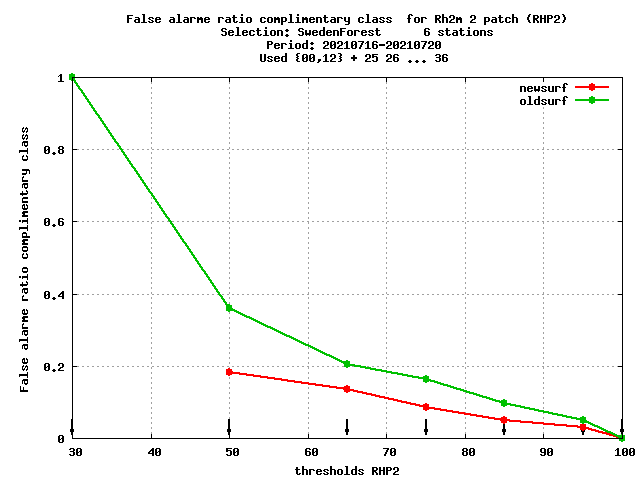 False alarme ratio complimentary class  for Rh2m 2 patch (RHP2)
Selection: SwedenForest      6 stations
Period: 20210716-20210720
Used {00,12} + 25 26 ... 36
newsurf
oldsurf
False alarme ratio complimentary class
1
0.8
0.6
0.4
0.2
0
30 40 50 60 70 80 90 100
thresholds RHP2